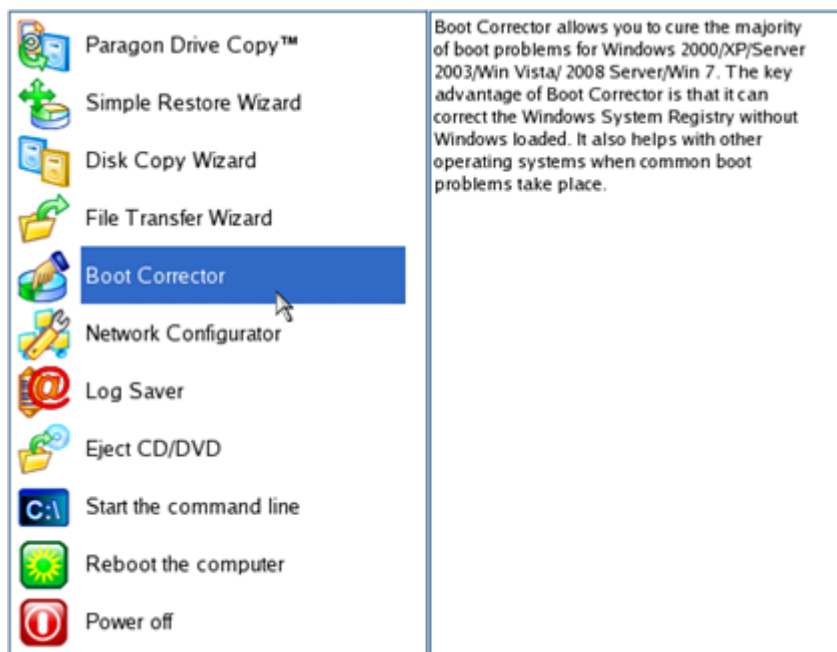 Paragon Drive Copy™
Simple Restore Wizard
Disk Copy Wizard
File Transfer Wizard
Boot Corrector
Network Configurator
Log Saver
Eject CD/DVD
C:\
Start the command line
Reboot the computer
Power off
Boot Corrector allows you to cure the majority
of boot problems for Windows 2000/XP/Server
2003/Win Vista/ 2008 Server/Win 7. The key
advantage of Boot Corrector is that it can
correct the Windows System Registry without
Windows loaded. It also helps with other
operating systems when common boot
problems take place.